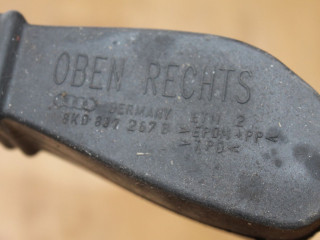 OBEN RECHTS
GERMANY ETH 2
8K0 837 267 B >EPDM+PP<
>TPO<